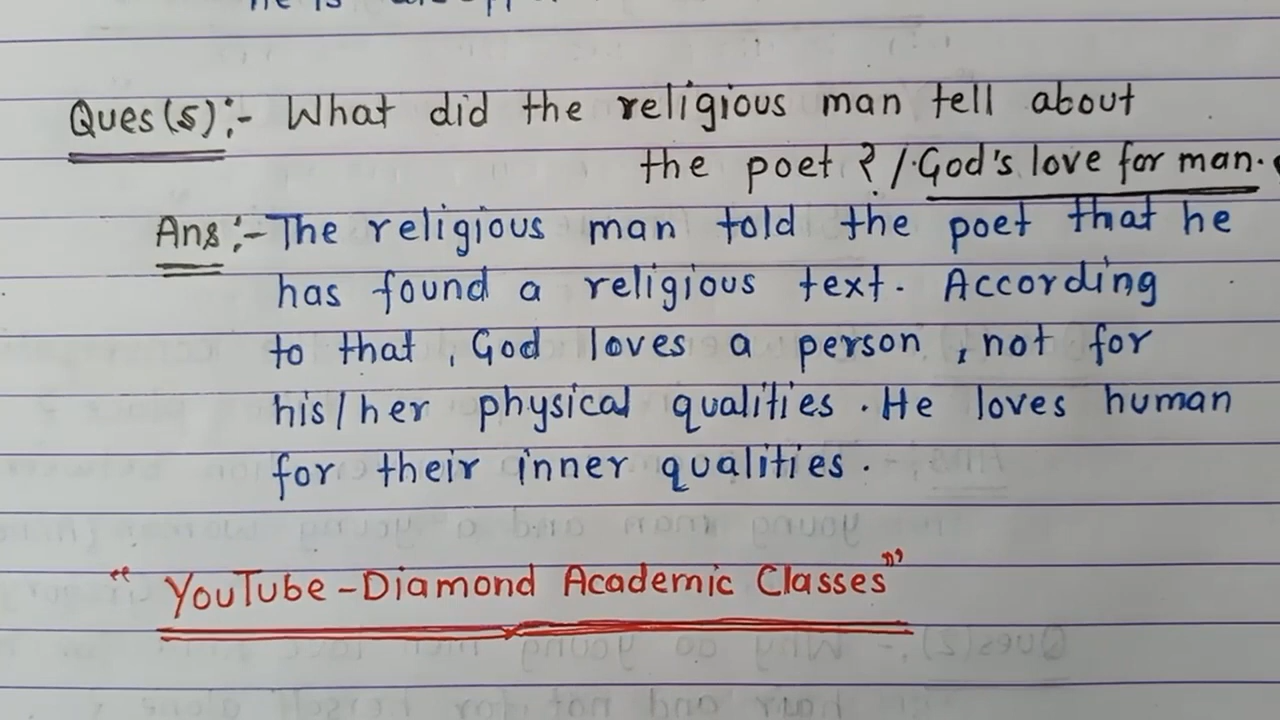 he is
Ques(5):- What did the religious man tell about
the poet ? / God's love for man.
Ans:- The religious man told the poet that he
has found a religious text. According
to that, God loves a person, not for
his/her physical qualities. He loves human
for their inner qualities.
"YouTube-Diamond Academic Classes"